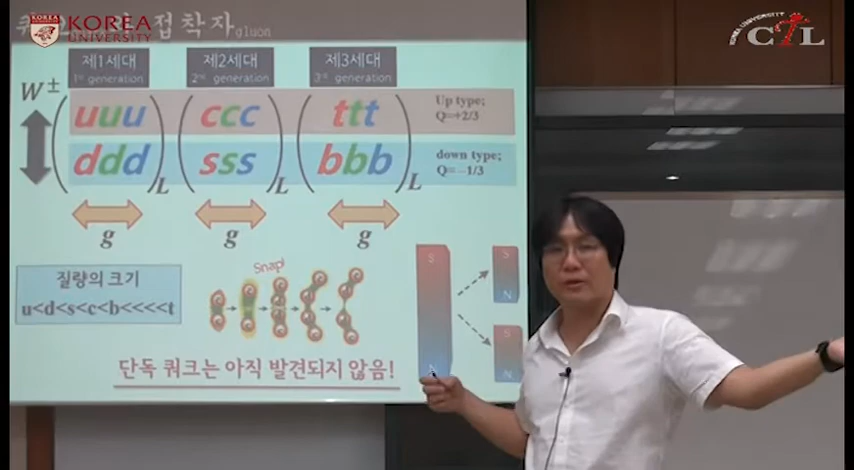 KOREA
UNIVERSITY
접착자 gluon
KOREA UNIVERSITY
CTL
제1세대
1st generation
제2세대
2nd generation
제3세대
3rd generation
W±
uuu
ccc
ttt
Up type;
Q=+2/3
ddd
L
sss
L
bbb
L
down type;
Q= –1/3
g
g
g
질량의 크기
u<d<s<c<b<<<<t
Snap!
S
N
S
N
S
N
단독 쿼크는 아직 발견되지 않음!